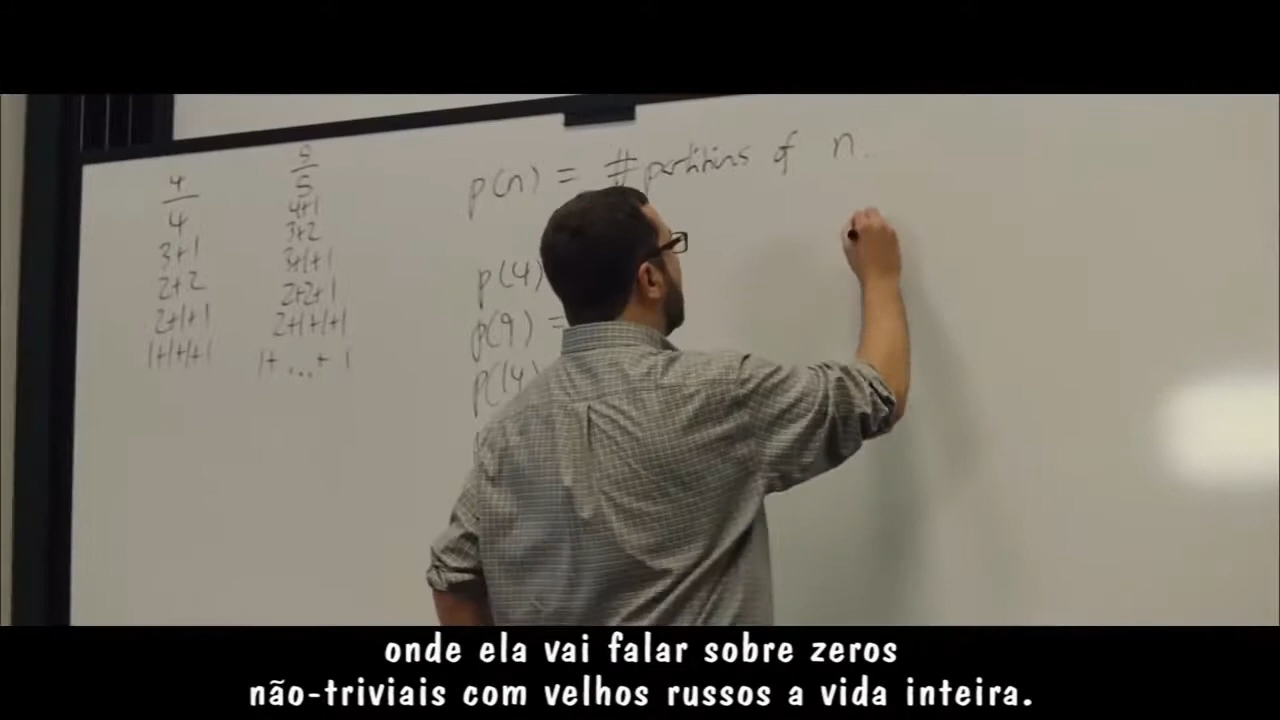 4
4
3+1
2+2
2+1+1
1+1+1+1
5
5
4+1
3+2
3+1+1
2+2+1
2+1+1+1
1+...+1
p(n) = # partitions of n.
p(4)
p(9) =
p(14)
onde ela vai falar sobre zeros
não-triviais com velhos russos a vida inteira.